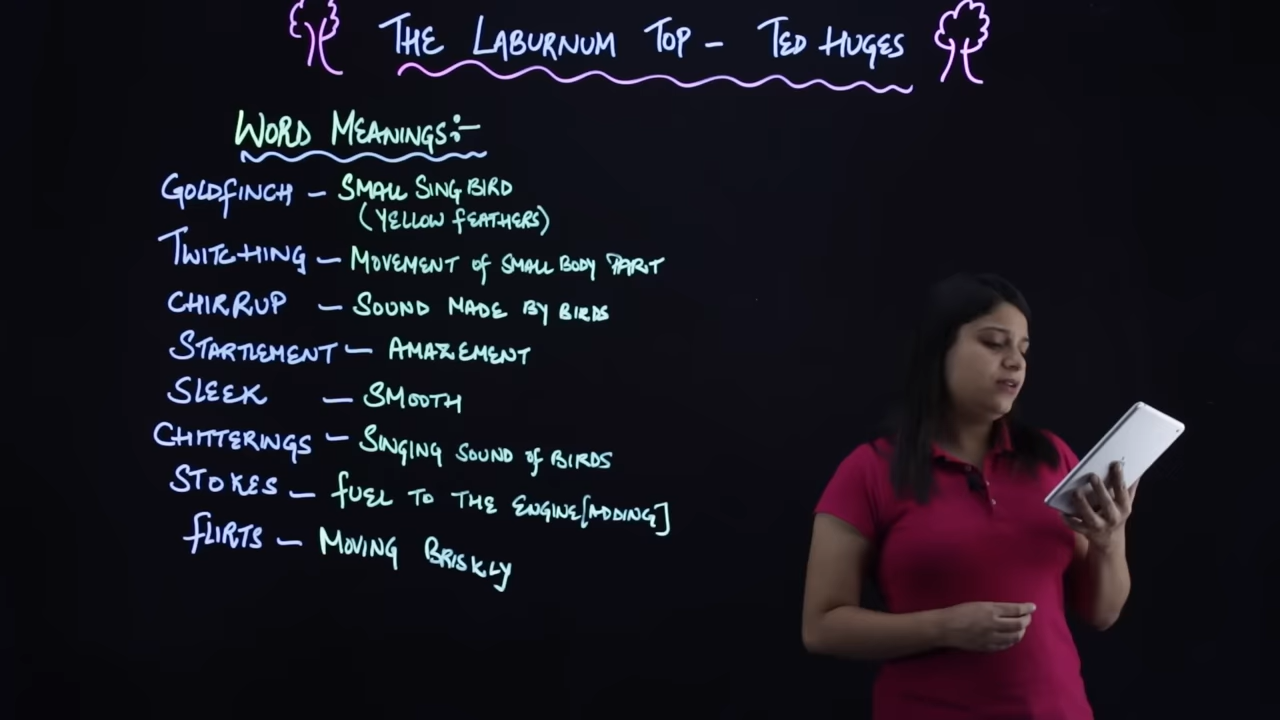 THE LABURNUM TOP - TED HUGES
WORD MEANINGS:-
GOLDFINCH - SMALL SING BIRD
(YELLOW FEATHERS)
TWITCHING - MOVEMENT OF SMALL BODY PART
CHIRRUP - SOUND MADE BY BIRDS
STARTLEMENT - AMAZEMENT
SLEEK - SMOOTH
CHITTERINGS - SINGING SOUND OF BIRDS
STOKES - FUEL TO THE ENGINE [ADDING]
FLIRTS - MOVING BRISKLY